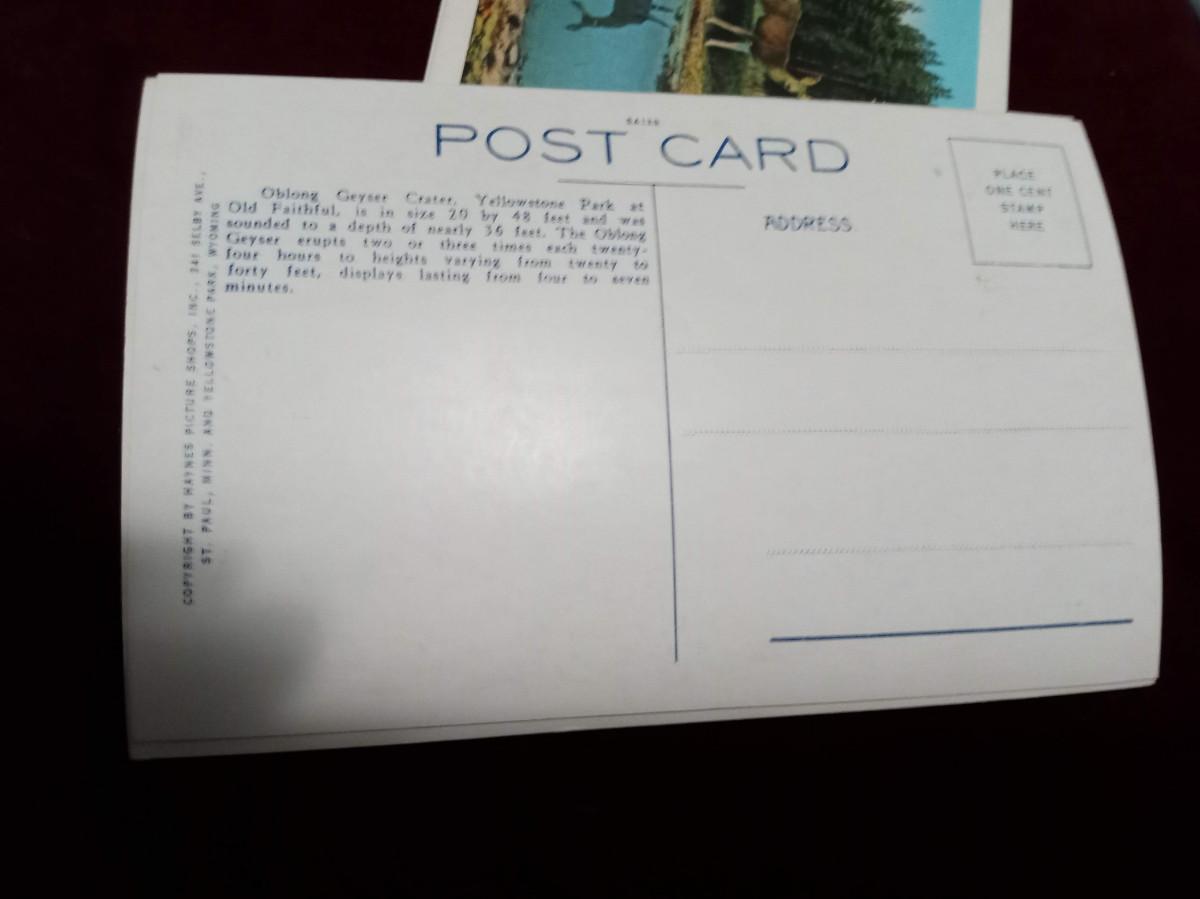 POST CARD
PLACE
ONE CENT
STAMP
HERE
ADDRESS
Oblong Geyser Crater, Yellowstone Park at
Old Faithful, is in size 20 by 48 feet and was
sounded to a depth of nearly 36 feet. The Oblong
Geyser erupts two or three times each twenty-
four hours to heights varying from twenty to
forty feet, displays lasting from four to seven
minutes.
COPYRIGHT BY HAYNES PICTURE SHOPS, INC., 341 SELBY AVE.,
ST. PAUL, MINN. AND YELLOWSTONE PARK, WYOMING